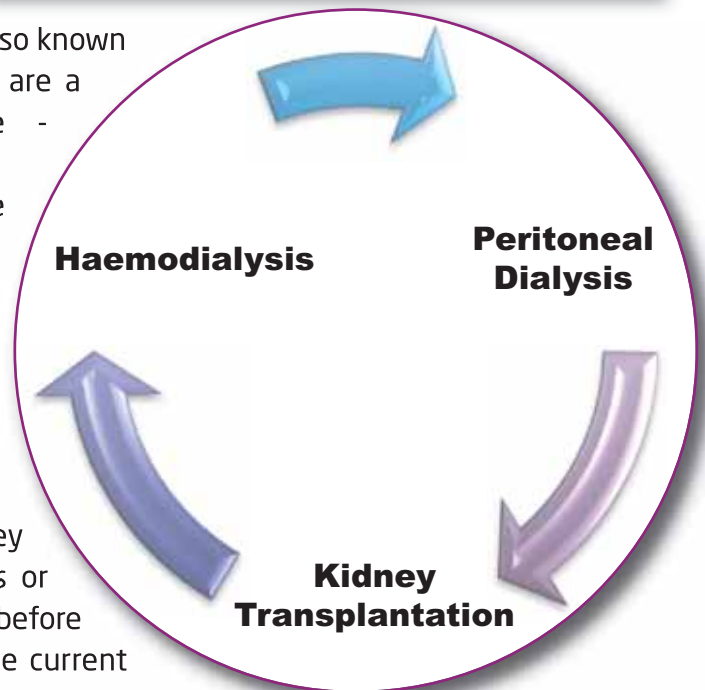 so known
are a
e -
e
Haemodialysis
Peritoneal
Dialysis
ey
s or
before
e current
Kidney
Transplantation